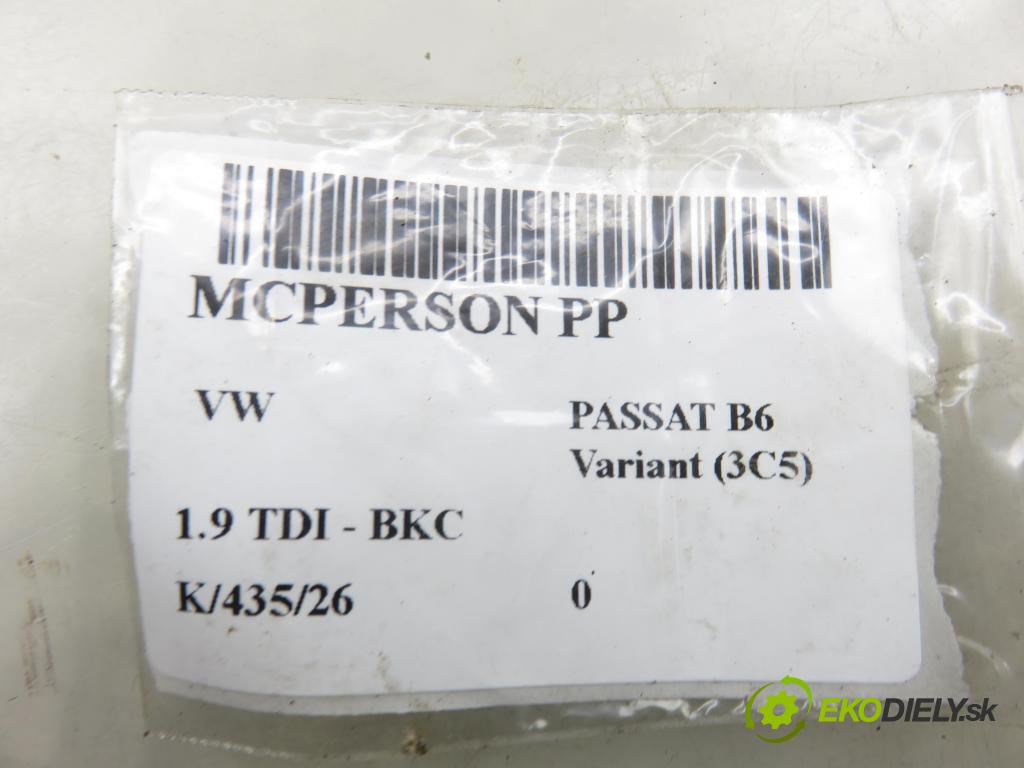 MCPERSON PP
VW
PASSAT B6
Variant (3C5)
1.9 TDI - BKC
K/435/26
0
EKODIELY.sk